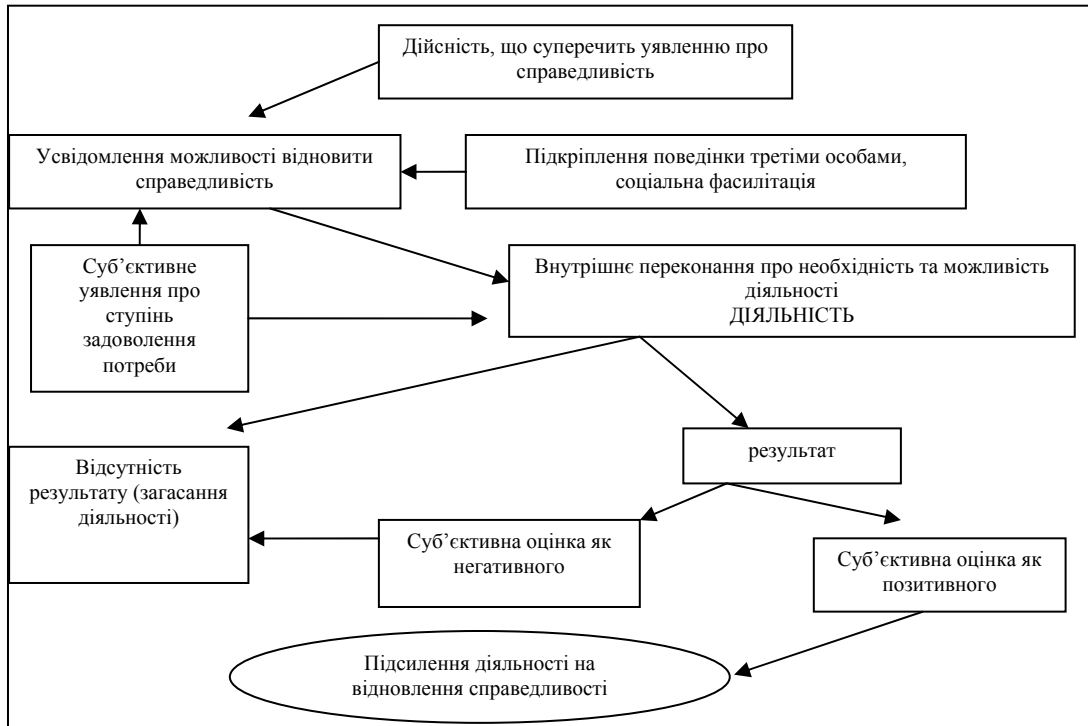 Дійсність, що суперечить уявленню про
справедливість
Усвідомлення можливості відновити
справедливість
Підкріплення поведінки третіми особами,
соціальна фасилітація
Суб’єктивне
уявлення про
ступінь
задоволення
потреби
Внутрішнє переконання про необхідність та можливість
діяльності
ДІЯЛЬНІСТЬ
Відсутність
результату (загасання
діяльності)
результат
Суб’єктивна оцінка як
негативного
Суб’єктивна оцінка як
позитивного
Підсилення діяльності на
відновлення справедливості